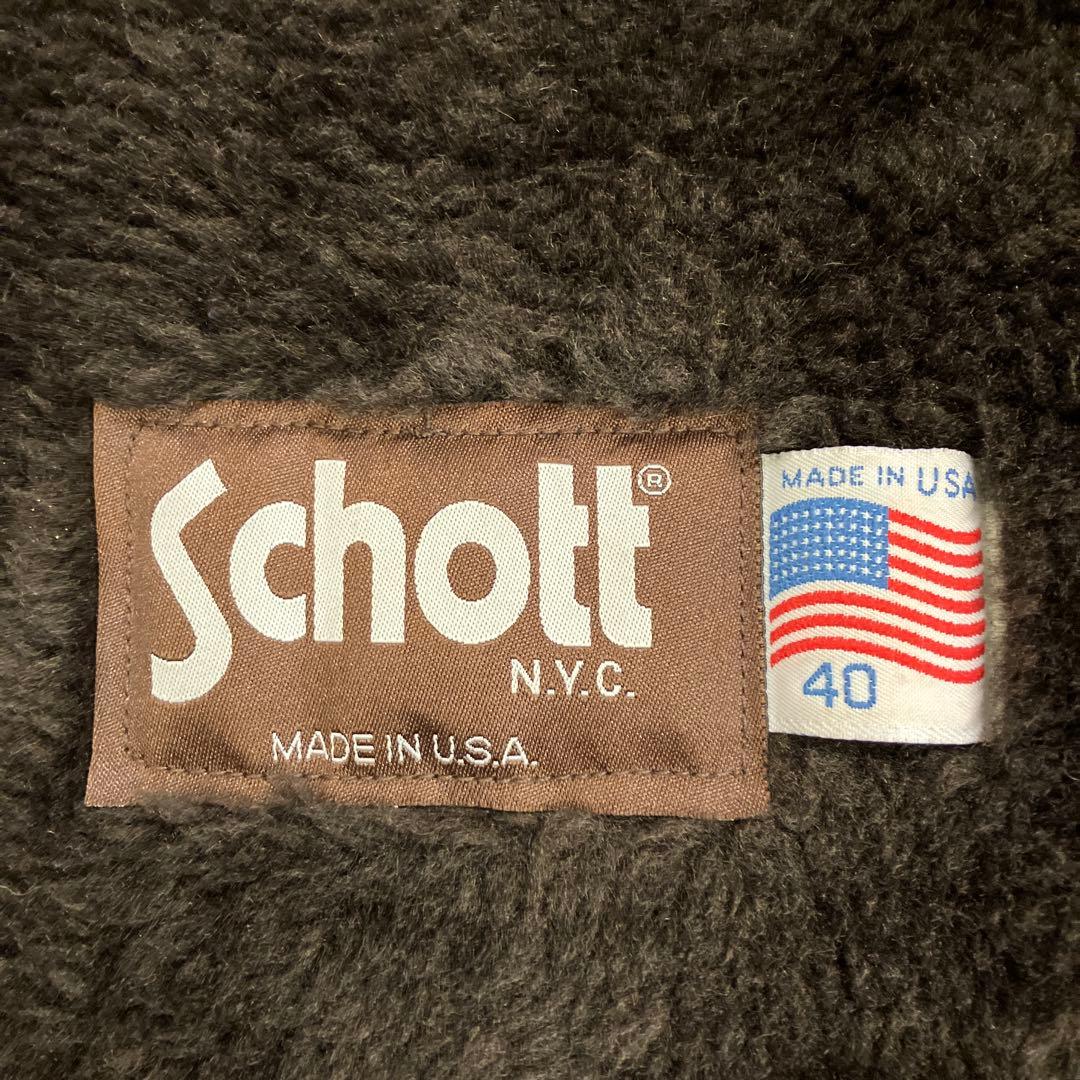 Schott®
N.Y.C.
MADE IN U.S.A.
MADE IN USA
40